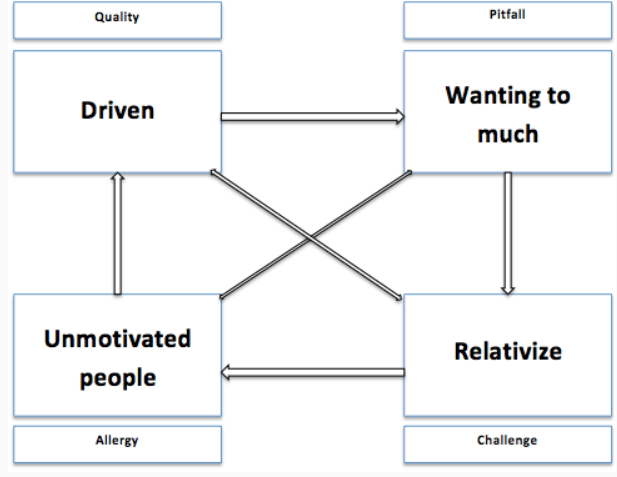 Quality
Pitfall
Driven
Wanting to
much
Unmotivated
people
Relativize
Allergy
Challenge